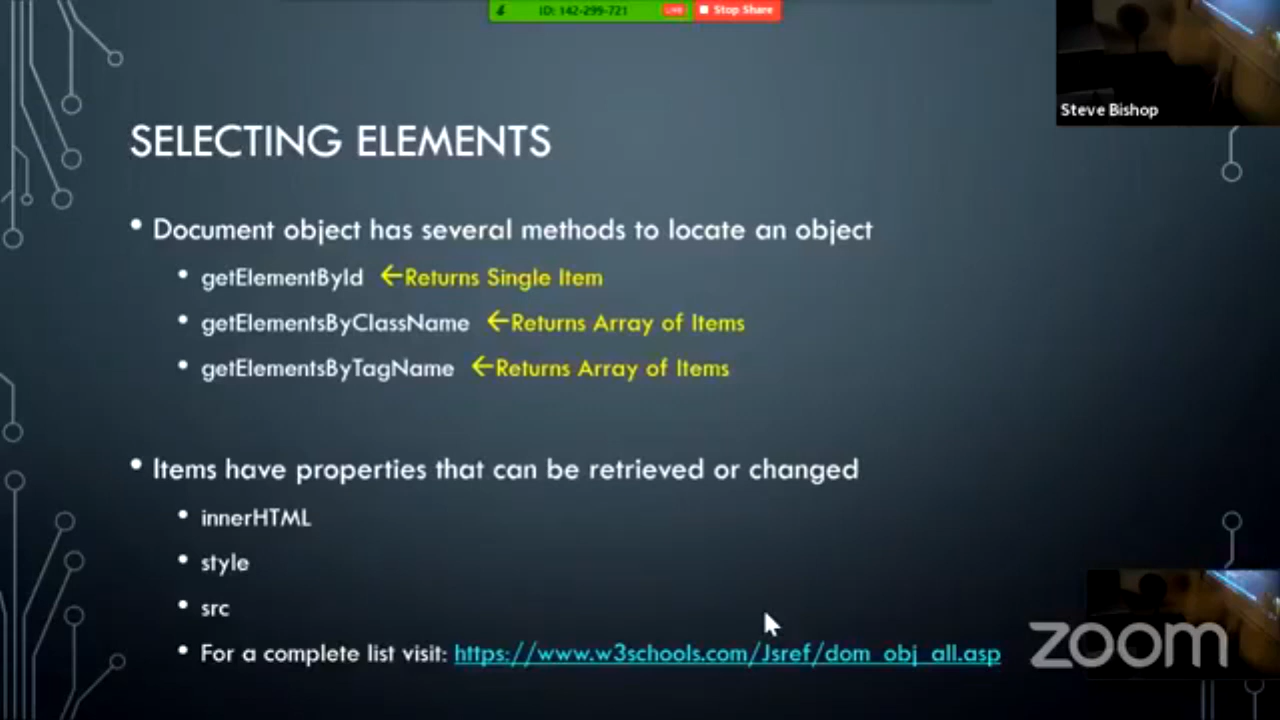 ID: 142-299-721 LIVE Stop Share
Steve Bishop
SELECTING ELEMENTS
• Document object has several methods to locate an object
• getElementById ←Returns Single Item
• getElementsByClassName ←Returns Array of Items
• getElementsByTagName ←Returns Array of Items
• Items have properties that can be retrieved or changed
• innerHTML
• style
• src
• For a complete list visit: https://www.w3schools.com/Jsref/dom_obj_all.asp
zoom